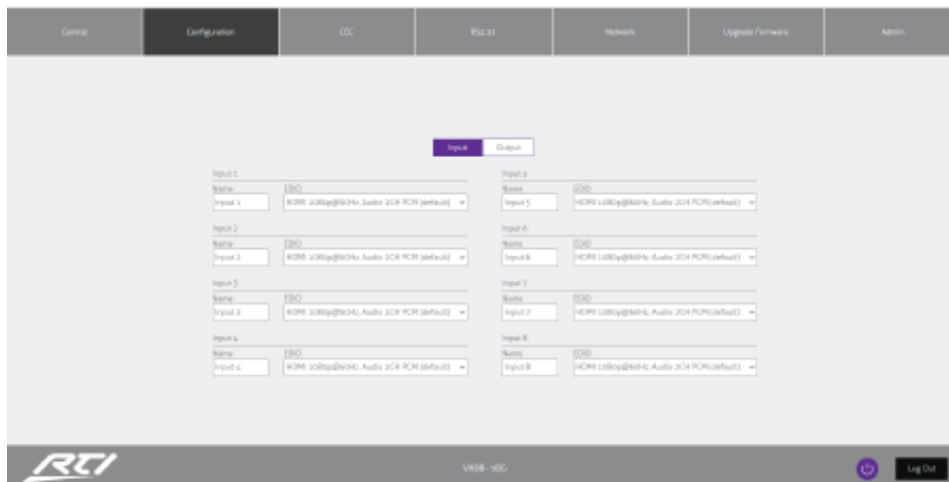 Control Configuration CEC RS232 Network Upgrade Firmware Admin
Input Output
Input 1
Name EDID
Input 1 HDMI 1080p@60Hz, Audio 2CH PCM (default)
Input 2
Name EDID
Input 2 HDMI 1080p@60Hz, Audio 2CH PCM (default)
Input 3
Name EDID
Input 3 HDMI 1080p@60Hz, Audio 2CH PCM (default)
Input 4
Name EDID
Input 4 HDMI 1080p@60Hz, Audio 2CH PCM (default)
Name EDID
Input 5 HDMI 1080p@60Hz, Audio 2CH PCM (default)
Input 6
Name EDID
Input 6 HDMI 1080p@60Hz, Audio 2CH PCM (default)
Input 7
Name EDID
Input 7 HDMI 1080p@60Hz, Audio 2CH PCM (default)
Input 8
Name EDID
Input 8 HDMI 1080p@60Hz, Audio 2CH PCM (default)
RTI Log Out